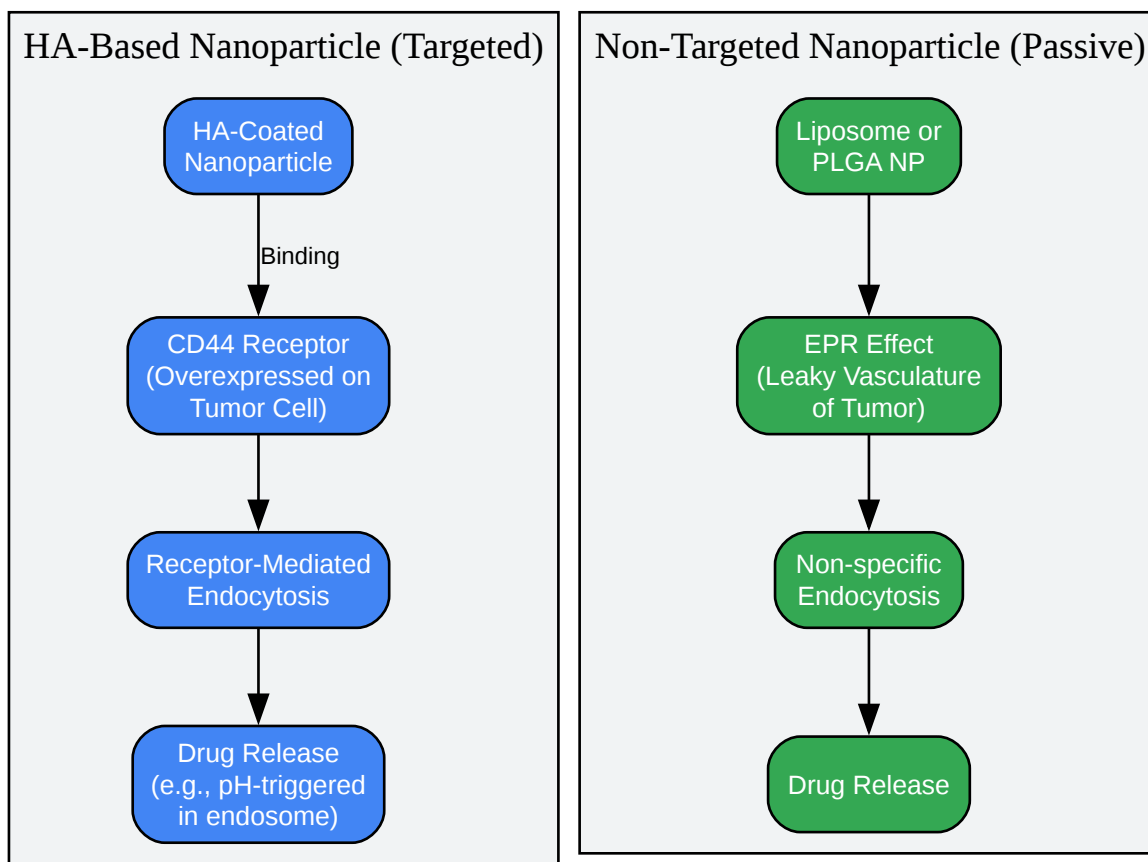 HA-Based Nanoparticle (Targeted)
HA-Coated
Nanoparticle
Binding
CD44 Receptor
(Overexpressed on
Tumor Cell)
Receptor-Mediated
Endocytosis
Drug Release
(e.g., pH-triggered
in endosome)
Non-Targeted Nanoparticle (Passive)
Liposome or
PLGA NP
EPR Effect
(Leaky Vasculature
of Tumor)
Non-specific
Endocytosis
Drug Release